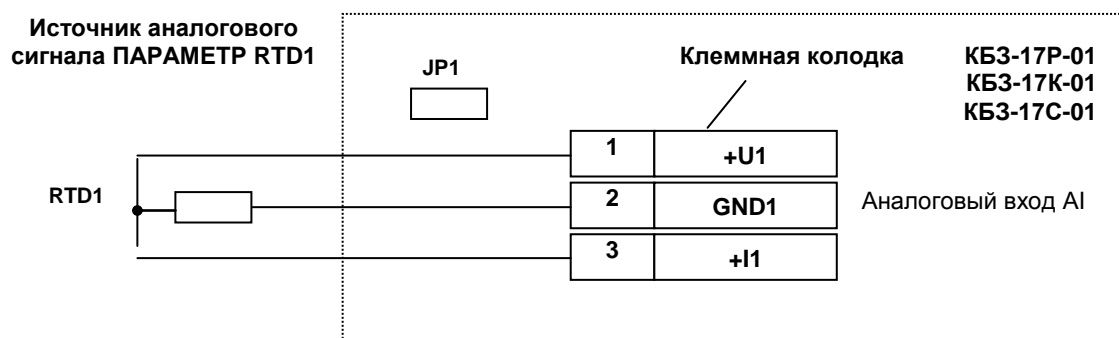 Источник аналогового
сигнала ПАРАМЕТР RTD1
JP1
Клеммная колодка
КБЗ-17Р-01
КБЗ-17К-01
КБЗ-17С-01
1 +U1
RTD1
2 GND1
Аналоговый вход AI
3 +I1